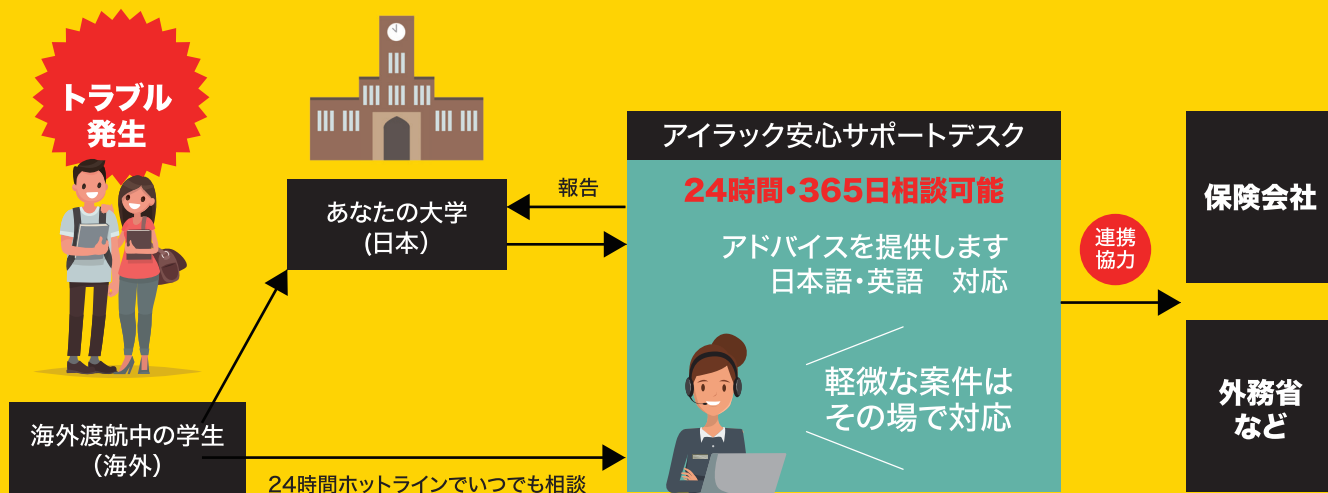 トラブル
発生
あなたの大学
(日本)
海外渡航中の学生
(海外)
報告
24時間ホットラインでいつでも相談
アイラック安心サポートデスク
24時間・365日相談可能
アドバイスを提供します
日本語・英語　対応
軽微な案件は
その場で対応
連携
協力
保険会社
外務省
など